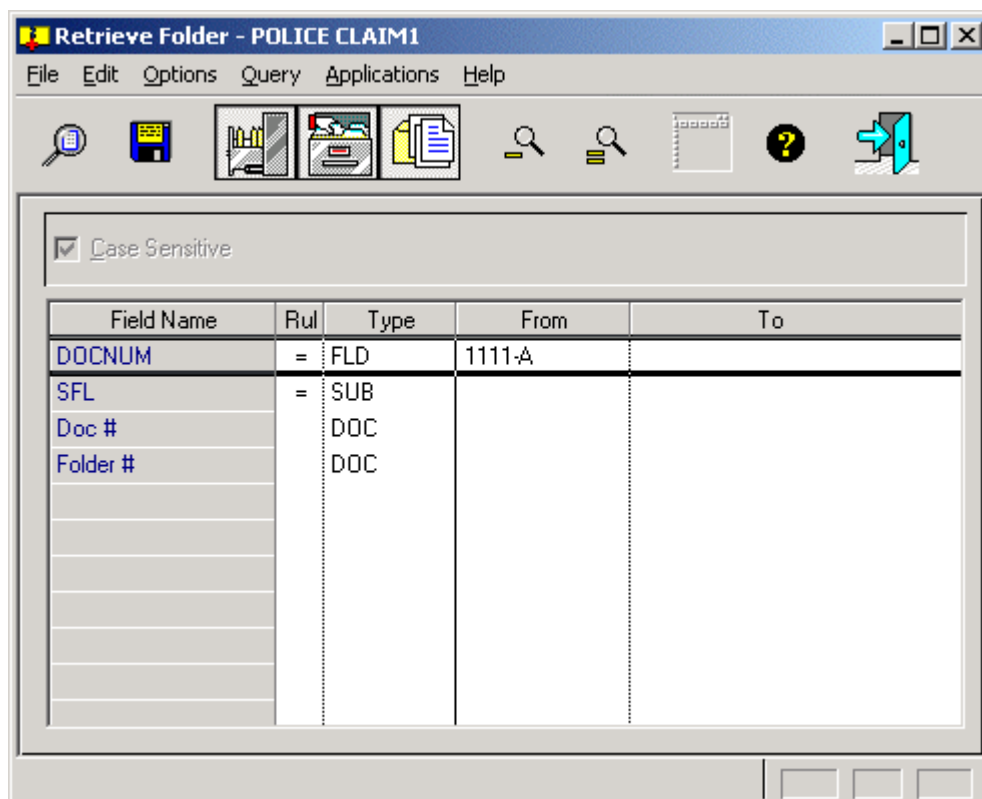 Retrieve Folder - POLICE CLAIM1
File Edit Options Query Applications Help
Case Sensitive
Field Name Rul Type From To
DOCNUM = FLD 1111-A
SFL = SUB
Doc # DOC
Folder # DOC